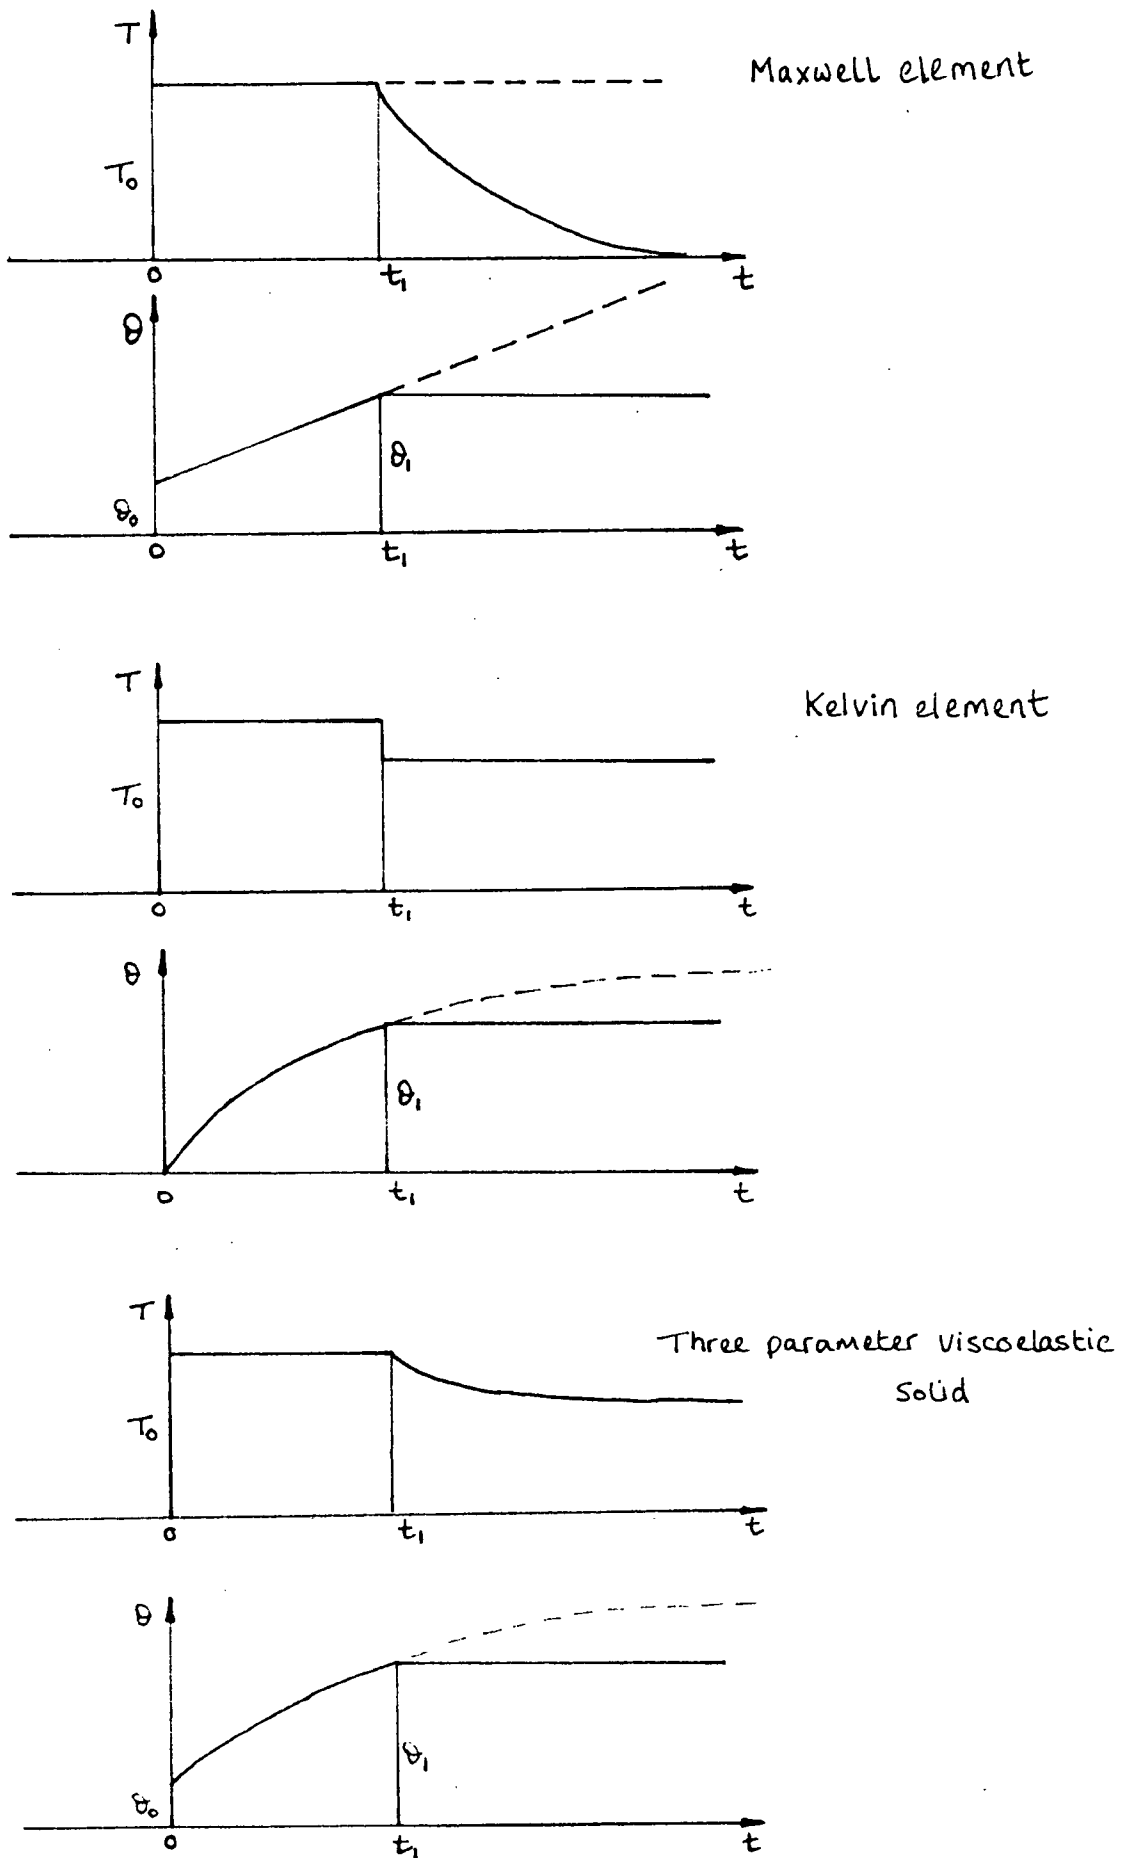 T
Maxwell element
T₀
0
t₁
t
θ
θ₁
θ₀
0
t₁
t
T
Kelvin element
T₀
0
t₁
t
θ
θ₁
0
t₁
t
T
Three parameter viscoelastic
solid
T₀
0
t₁
t
θ
θ₁
θ₀
0
t₁
t